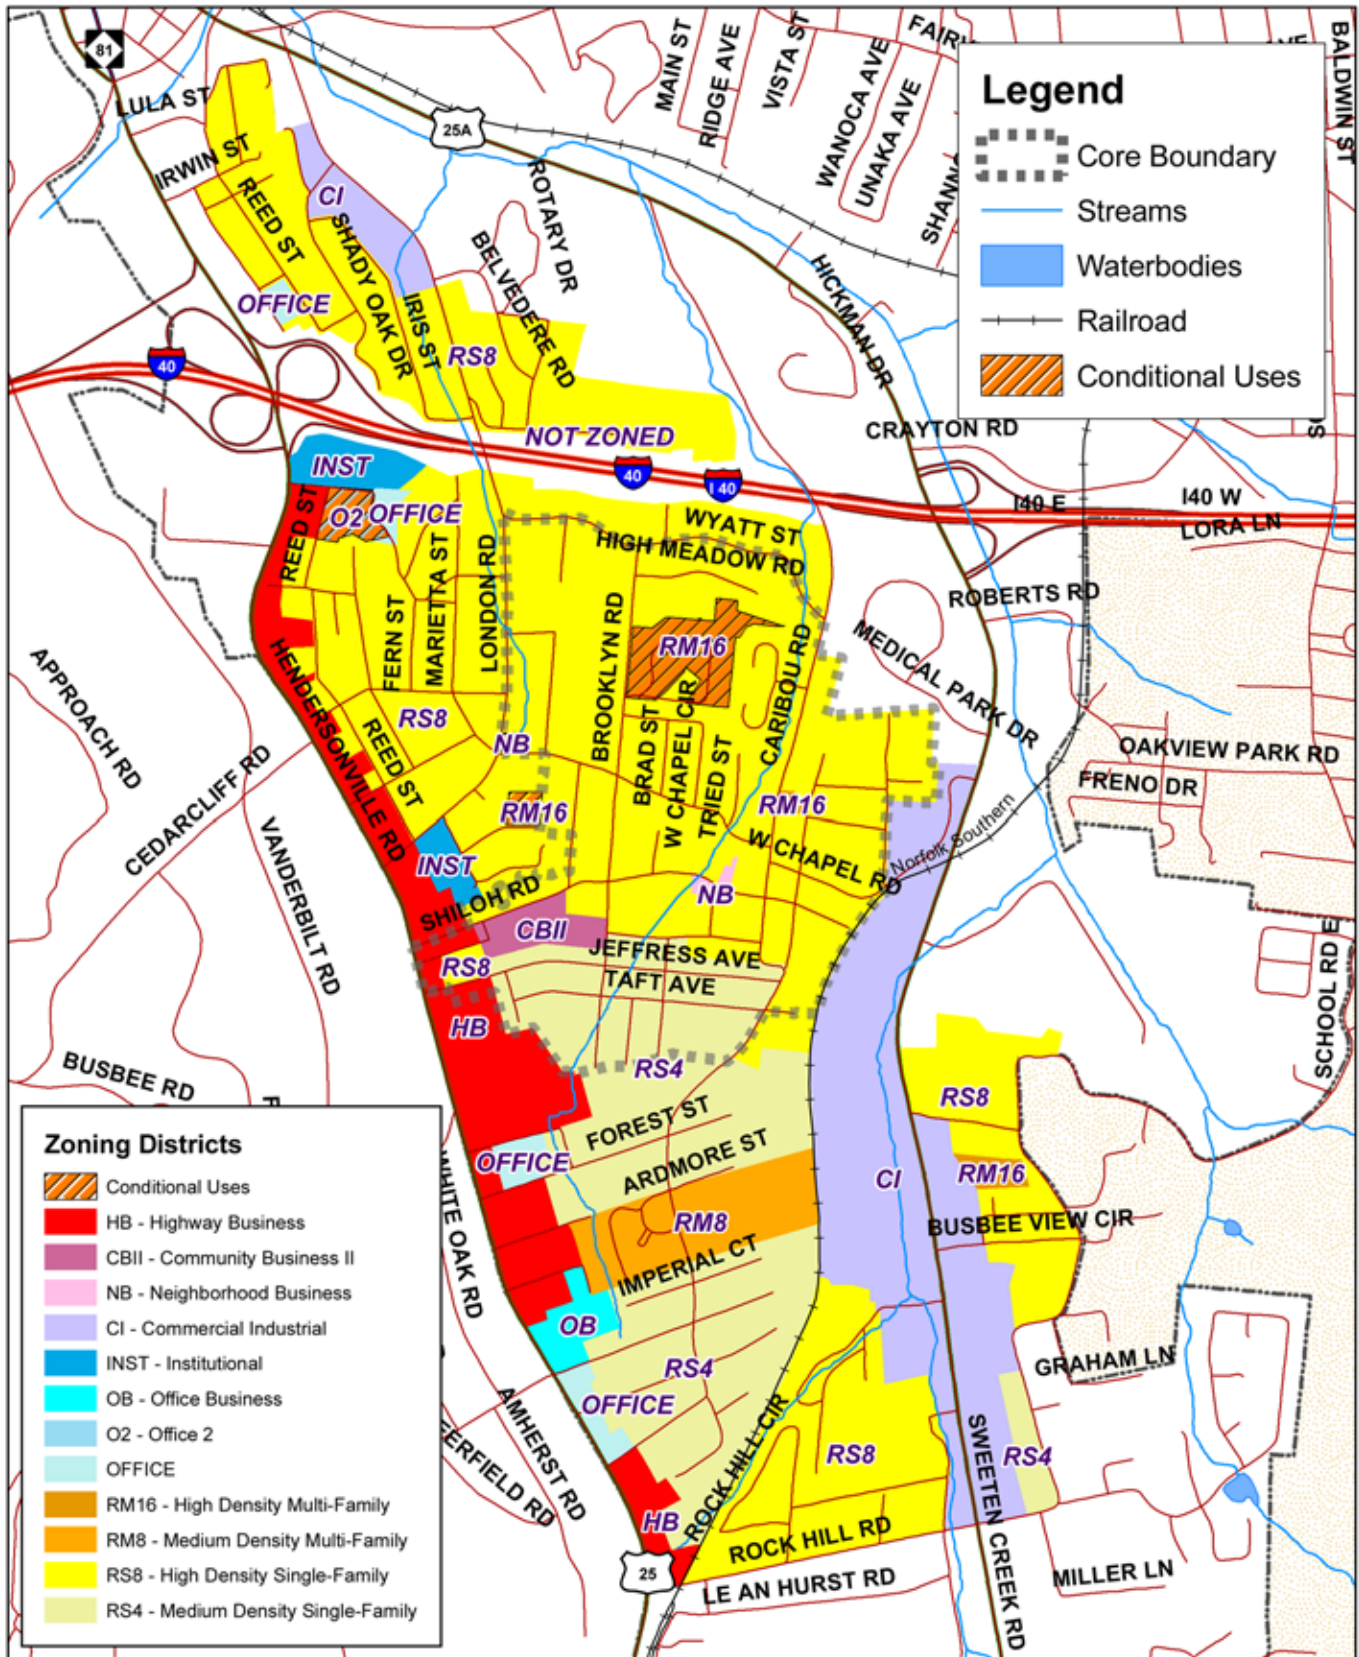 81
LULA ST
IRWIN ST
25A
MAIN ST
RIDGE AVE
VISTA ST
WANOCA AVE
UNAKA AVE
BALDWIN ST
Legend
Core Boundary
Streams
Waterbodies
Railroad
Conditional Uses
REED ST
CI
SHADY OAK DR
IRIS ST
ROTARY DR
BELVEDERE RD
HICKMAN DR
OFFICE
RS8
40
NOT ZONED
40
I 40
CRAYTON RD
I40 E
I40 W
LORA LN
INST
O2
OFFICE
REED ST
WYATT ST
HIGH MEADOW RD
FERN ST
MARIETTA ST
LONDON RD
BROOKLYN RD
RM16
CARIBOU RD
ROBERTS RD
MEDICAL PARK DR
OAKVIEW PARK RD
FRENO DR
APPROACH RD
HENDERSONVILLE RD
RS8
REED ST
NB
BRAD ST
W CHAPEL CIR
TRIED ST
RM16
RM16
W CHAPEL RD
Norfolk Southern
CEDARCLIFF RD
VANDERBILT RD
INST
SHILOH RD
NB
CBII
JEFFRESS AVE
TAFT AVE
RS8
HB
RS4
SCHOOL RD E
BUSBEE RD
FOREST ST
ARDMORE ST
OFFICE
RM8
IMPERIAL CT
CI
RS8
RM16
BUSBEE VIEW CIR
WHITE OAK RD
OB
RS4
OFFICE
GRAHAM LN
AMHERST RD
ROCK HILL CIR
RS8
RS4
SWEETEN CREEK RD
HB
25
ROCK HILL RD
LE AN HURST RD
MILLER LN
Zoning Districts
Conditional Uses
HB - Highway Business
CBII - Community Business II
NB - Neighborhood Business
CI - Commercial Industrial
INST - Institutional
OB - Office Business
O2 - Office 2
OFFICE
RM16 - High Density Multi-Family
RM8 - Medium Density Multi-Family
RS8 - High Density Single-Family
RS4 - Medium Density Single-Family